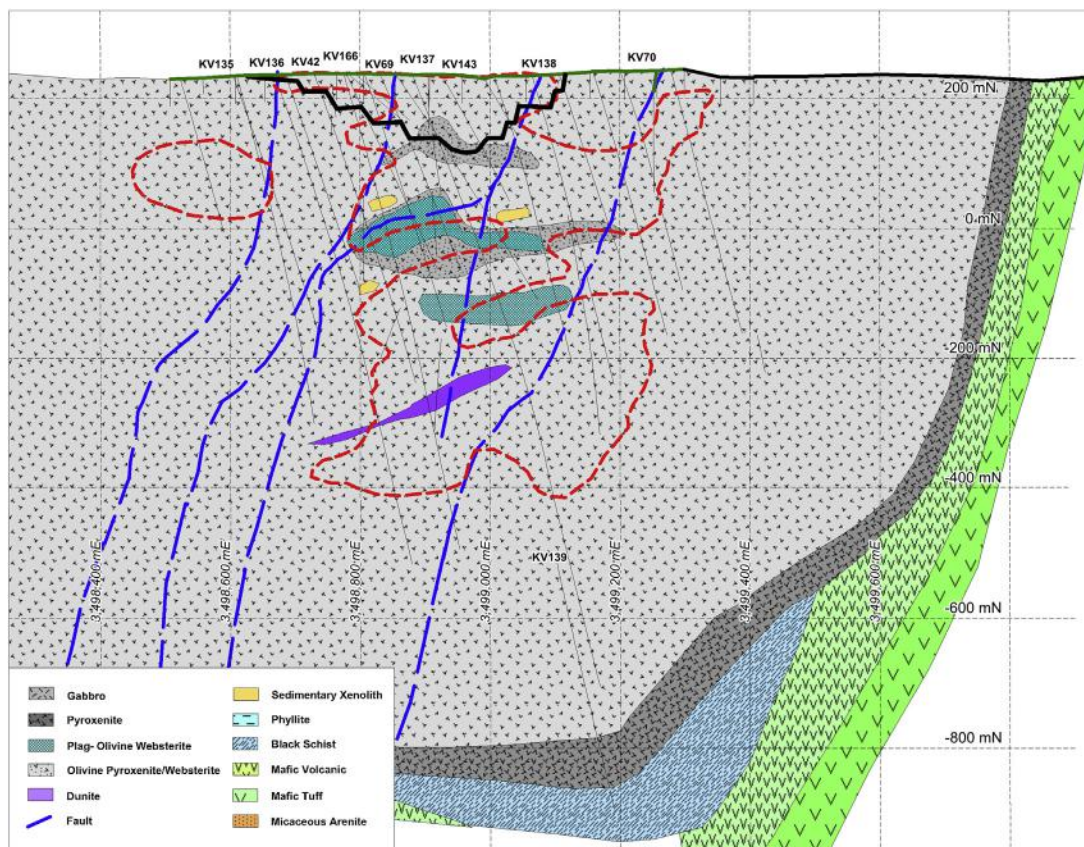 KV135
KV136
KV42
KV166
KV69
KV137
KV143
KV138
KV70
200 mN
0 mN
-200 mN
-400 mN
KV139
3,498,400 mE
3,498,600 mE
3,498,800 mE
3,499,000 mE
3,499,200 mE
3,499,400 mE
3,499,600 mE
-600 mN
-800 mN
Gabbro
Pyroxenite
Plag- Olivine Websterite
Olivine Pyroxenite/Websterite
Dunite
Fault
Sedimentary Xenolith
Phyllite
Black Schist
Mafic Volcanic
Mafic Tuff
Micaceous Arenite